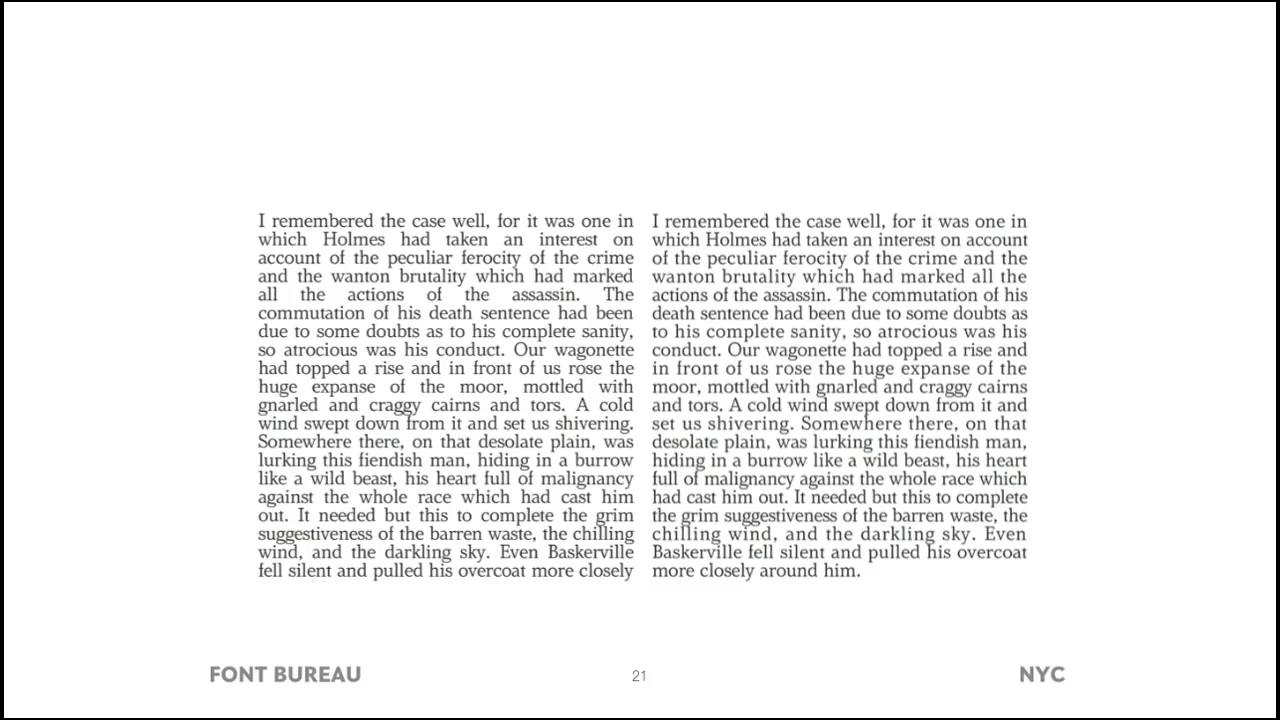 I remembered the case well, for it was one in
which Holmes had taken an interest on
account of the peculiar ferocity of the crime
and the wanton brutality which had marked
all the actions of the assassin. The
commutation of his death sentence had been
due to some doubts as to his complete sanity,
so atrocious was his conduct. Our wagonette
had topped a rise and in front of us rose the
huge expanse of the moor, mottled with
gnarled and craggy cairns and tors. A cold
wind swept down from it and set us shivering.
Somewhere there, on that desolate plain, was
lurking this fiendish man, hiding in a burrow
like a wild beast, his heart full of malignancy
against the whole race which had cast him
out. It needed but this to complete the grim
suggestiveness of the barren waste, the chilling
wind, and the darkling sky. Even Baskerville
fell silent and pulled his overcoat more closely
I remembered the case well, for it was one in
which Holmes had taken an interest on account
of the peculiar ferocity of the crime and the
wanton brutality which had marked all the
actions of the assassin. The commutation of his
death sentence had been due to some doubts as
to his complete sanity, so atrocious was his
conduct. Our wagonette had topped a rise and
in front of us rose the huge expanse of the
moor, mottled with gnarled and craggy cairns
and tors. A cold wind swept down from it and
set us shivering. Somewhere there, on that
desolate plain, was lurking this fiendish man,
hiding in a burrow like a wild beast, his heart
full of malignancy against the whole race which
had cast him out. It needed but this to complete
the grim suggestiveness of the barren waste, the
chilling wind, and the darkling sky. Even
Baskerville fell silent and pulled his overcoat
more closely around him.
FONT BUREAU
21
NYC